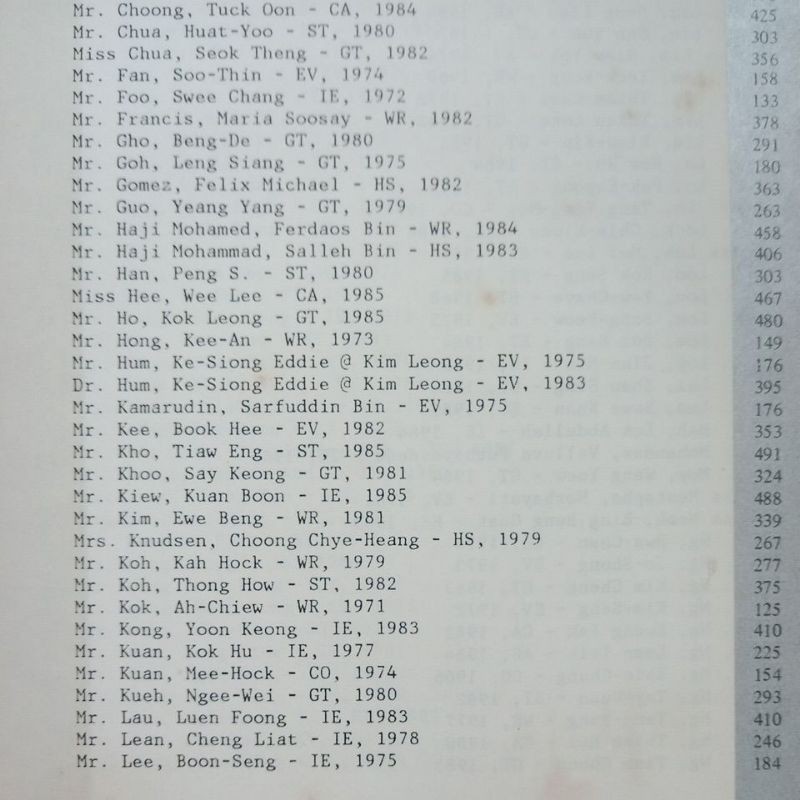 Mr. Choong, Tuck Oon - CA, 1984 425
Mr. Chua, Huat-Yoo - ST, 1980 303
Miss Chua, Seok Theng - GT, 1982 356
Mr. Fan, Soo-Thin - EV, 1974 158
Mr. Foo, Swee Chang - IE, 1972 133
Mr. Francis, Maria Soosay - WR, 1982 378
Mr. Gho, Beng-De - GT, 1980 291
Mr. Goh, Leng Siang - GT, 1975 180
Mr. Gomez, Felix Michael - HS, 1982 363
Mr. Guo, Yeang Yang - GT, 1979 263
Mr. Haji Mohamed, Ferdaos Bin - WR, 1984 458
Mr. Haji Mohammad, Salleh Bin - HS, 1983 406
Mr. Han, Peng S. - ST, 1980 303
Miss Hee, Wee Lee - CA, 1985 467
Mr. Ho, Kok Leong - GT, 1985 480
Mr. Hong, Kee-An - WR, 1973 149
Mr. Hum, Ke-Siong Eddie @ Kim Leong - EV, 1975 176
Dr. Hum, Ke-Siong Eddie @ Kim Leong - EV, 1983 395
Mr. Kamarudin, Sarfuddin Bin - EV, 1975 176
Mr. Kee, Book Hee - EV, 1982 353
Mr. Kho, Tiaw Eng - ST, 1985 491
Mr. Khoo, Say Keong - GT, 1981 324
Mr. Kiew, Kuan Boon - IE, 1985 488
Mr. Kim, Ewe Beng - WR, 1981 339
Mrs. Knudsen, Choong Chye-Heang - HS, 1979 267
Mr. Koh, Kah Hock - WR, 1979 277
Mr. Koh, Thong How - ST, 1982 375
Mr. Kok, Ah-Chiew - WR, 1971 125
Mr. Kong, Yoon Keong - IE, 1983 410
Mr. Kuan, Kok Hu - IE, 1977 225
Mr. Kuan, Mee-Hock - CO, 1974 154
Mr. Kueh, Ngee-Wei - GT, 1980 293
Mr. Lau, Luen Foong - IE, 1983 410
Mr. Lean, Cheng Liat - IE, 1978 246
Mr. Lee, Boon-Seng - IE, 1975 184